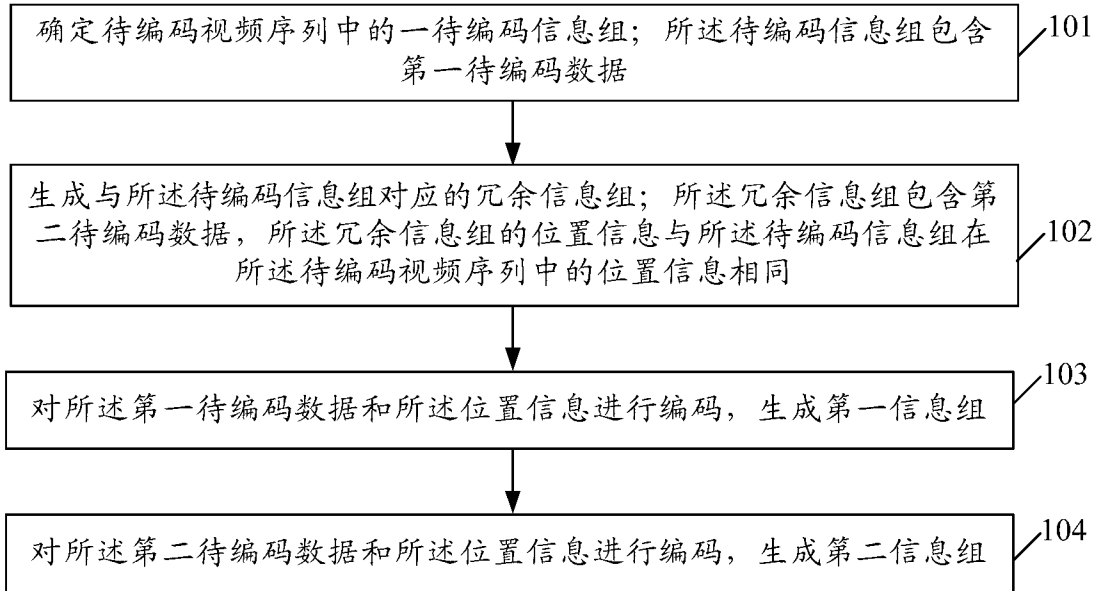 确定待编码视频序列中的一待编码信息组；所述待编码信息组包含
第一待编码数据
101
生成与所述待编码信息组对应的冗余信息组；所述冗余信息组包含第
二待编码数据，所述冗余信息组的位置信息与所述待编码信息组在
所述待编码视频序列中的位置信息相同
102
对所述第一待编码数据和所述位置信息进行编码，生成第一信息组
103
对所述第二待编码数据和所述位置信息进行编码，生成第二信息组
104